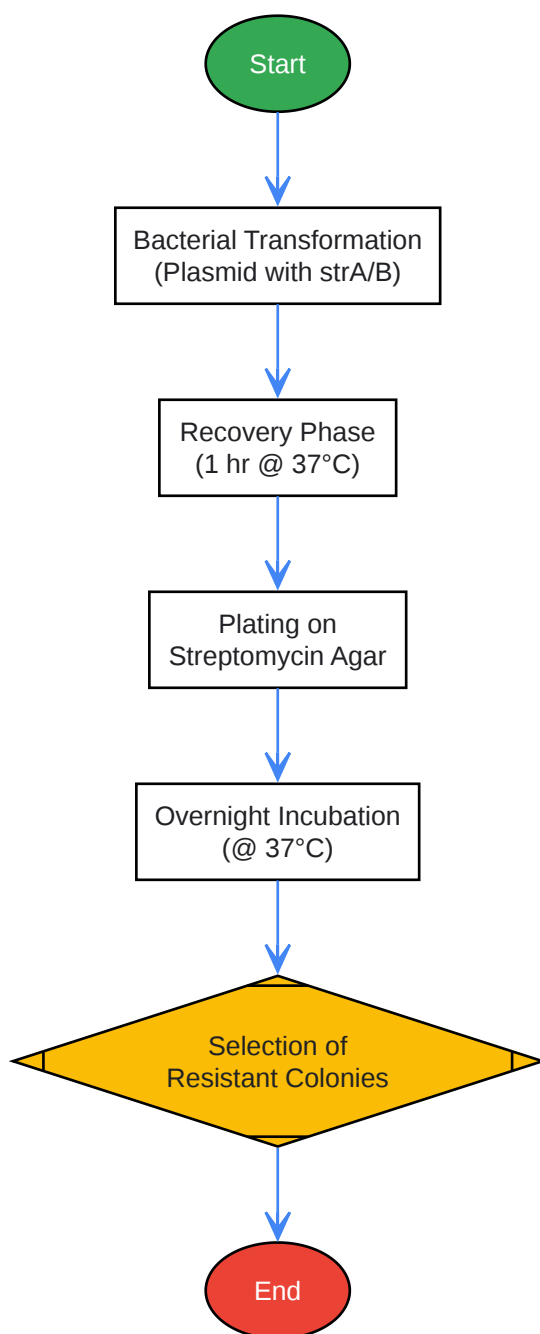 Start
Bacterial Transformation
(Plasmid with strA/B)
Recovery Phase
(1 hr @ 37°C)
Plating on
Streptomycin Agar
Overnight Incubation
(@ 37°C)
Selection of
Resistant Colonies
End